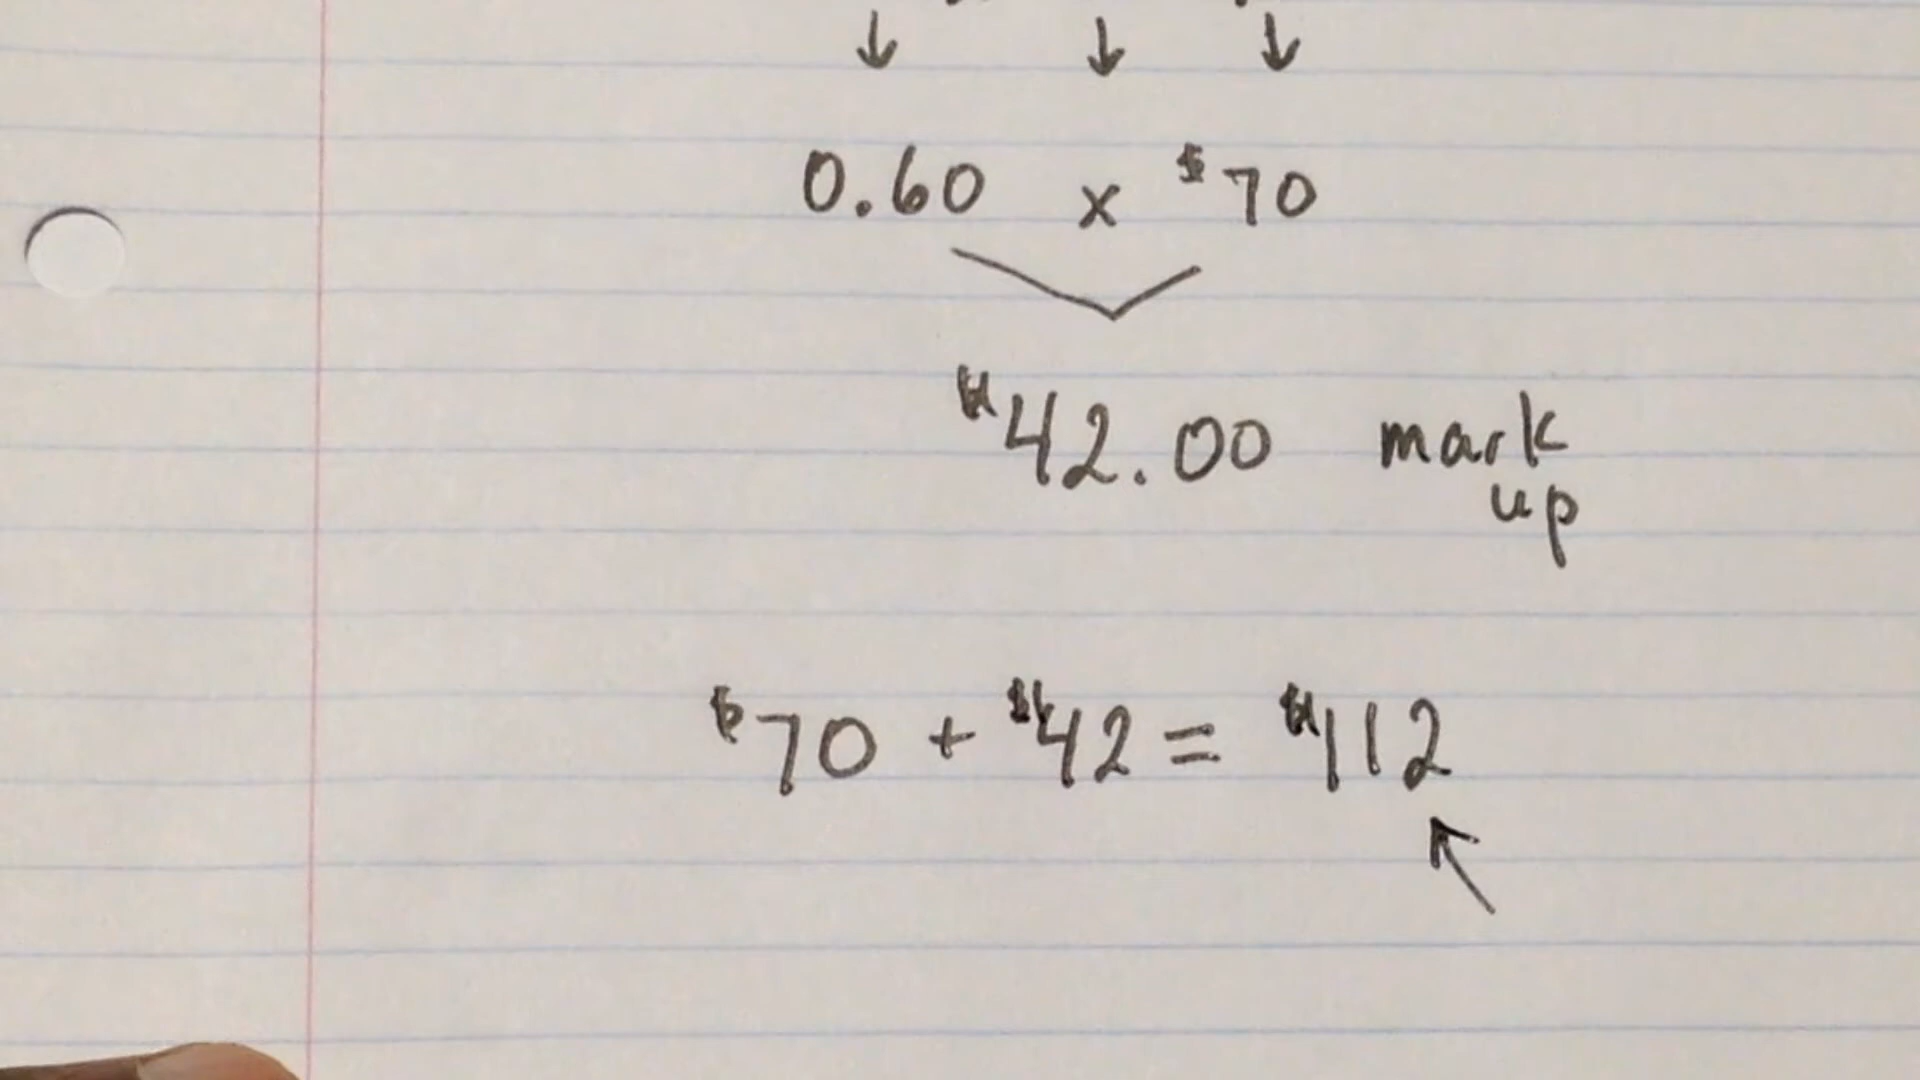 ↓ ↓ ↓
0.60 x $70
$42.00 mark
up
$70 + $42 = $112